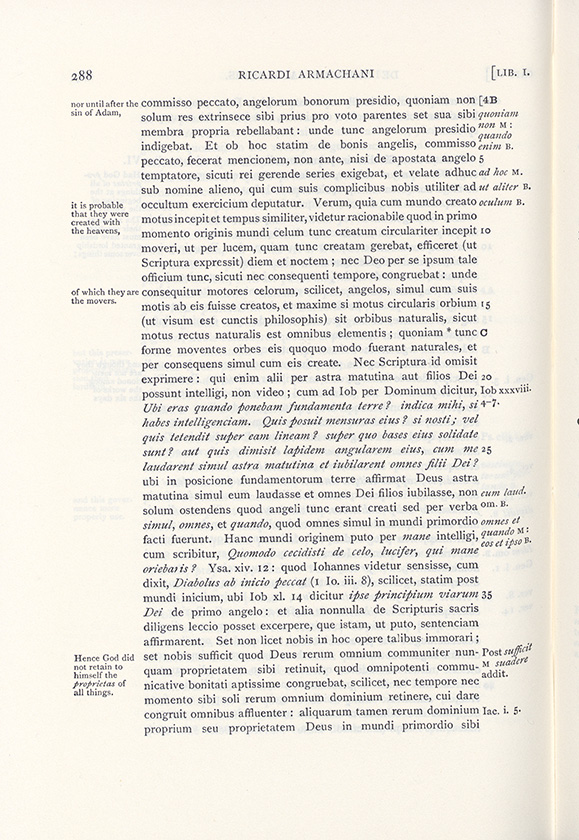 288 RICARDI ARMACHANI [LIB. I.
nor until after the commisso peccato, angelorum bonorum presidio, quoniam non [4B
sin of Adam, solum res extrinsece sibi prius pro voto parentes set sua sibi quoniam
membra propria rebellabant: unde tunc angelorum presidio non M: quando
indigebat. Et ob hoc statim de bonis angelis, commisso enim B.
peccato, fecerat mencionem, non ante, nisi de apostata angelo 5
temptatore, sicuti rei gerende series exigebat, et velate adhuc ad hoc M.
sub nomine alieno, qui cum suis complicibus nobis utiliter ad ut aliter B.
it is probable occultum exercicium deputatur. Verum, quia cum mundo creato oculum B.
that they were motus incepit et tempus similiter, videtur racionabile quod in primo
created with momento originis mundi celum tunc creatum circulariter incepit 10
the heavens, moveri, ut per lucem, quam tunc creatam gerebat, efficeret (ut
Scriptura expressit) diem et noctem; nec Deo per se ipsum tale
officium tunc, sicuti nec consequenti tempore, congruebat: unde
of which they are consequitur motores celorum, scilicet, angelos, simul cum suis
the movers. motis ab eis fuisse creatos, et maxime si motus circularis orbium 15
(ut visum est cunctis philosophis) sit orbibus naturalis, sicut
motus rectus naturalis est omnibus elementis; quoniam * tunc C
forme moventes orbes eis quoquo modo fuerant naturales, et
per consequens simul cum eis create. Nec Scriptura id omisit
exprimere: qui enim alii per astra matutina aut filios Dei 20
possunt intelligi, non video; cum ad Iob per Dominum dicitur, Iob xxxviii.
Ubi eras quando ponebam fundamenta terre? indica mihi, si 4-7.
habes intelligenciam. Quis posuit mensuras eius? si nosti; vel
quis tetendit super eam lineam? super quo bases eius solidate
sunt? aut quis dimisit lapidem angularem eius, cum me 25
laudarent simul astra matutina et iubilarent omnes filii Dei?
ubi in posicione fundamentorum terre affirmat Deus astra
matutina simul eum laudasse et omnes Dei filios iubilasse, non eum laud.
solum ostendens quod angeli tunc erant creati sed per verba om. B.
simul, omnes, et quando, quod omnes simul in mundi primordio omnes et
facti fuerunt. Hanc mundi originem puto per mane intelligi, quando M:
cum scribitur, Quomodo cecidisti de celo, lucifer, qui mane eos et ipso B.
oriebaris? Ysa. xiv. 12: quod Iohannes videtur sensisse, cum
dixit, Diabolus ab inicio peccat (1 Io. iii. 8), scilicet, statim post
mundi inicium, ubi Iob xl. 14 dicitur ipse principium viarum 35
Dei de primo angelo: et alia nonnulla de Scripturis sacris
diligens leccio posset excerpere, que istam, ut puto, sentenciam
affirmarent. Set non licet nobis in hoc opere talibus immorari;
Hence God did set nobis sufficit quod Deus rerum omnium communiter nun- Post sufficit
not retain to quam proprietatem sibi retinuit, quod omnipotenti commu- M suadere
himself the nicative bonitati aptissime congruebat, scilicet, nec tempore nec addit.
proprietas of momento sibi soli rerum omnium dominium retinere, cui dare
all things. congruit omnibus affluenter: aliquarum tamen rerum dominium Iac. i. 5.
proprium seu proprietatem Deus in mundi primordio sibi